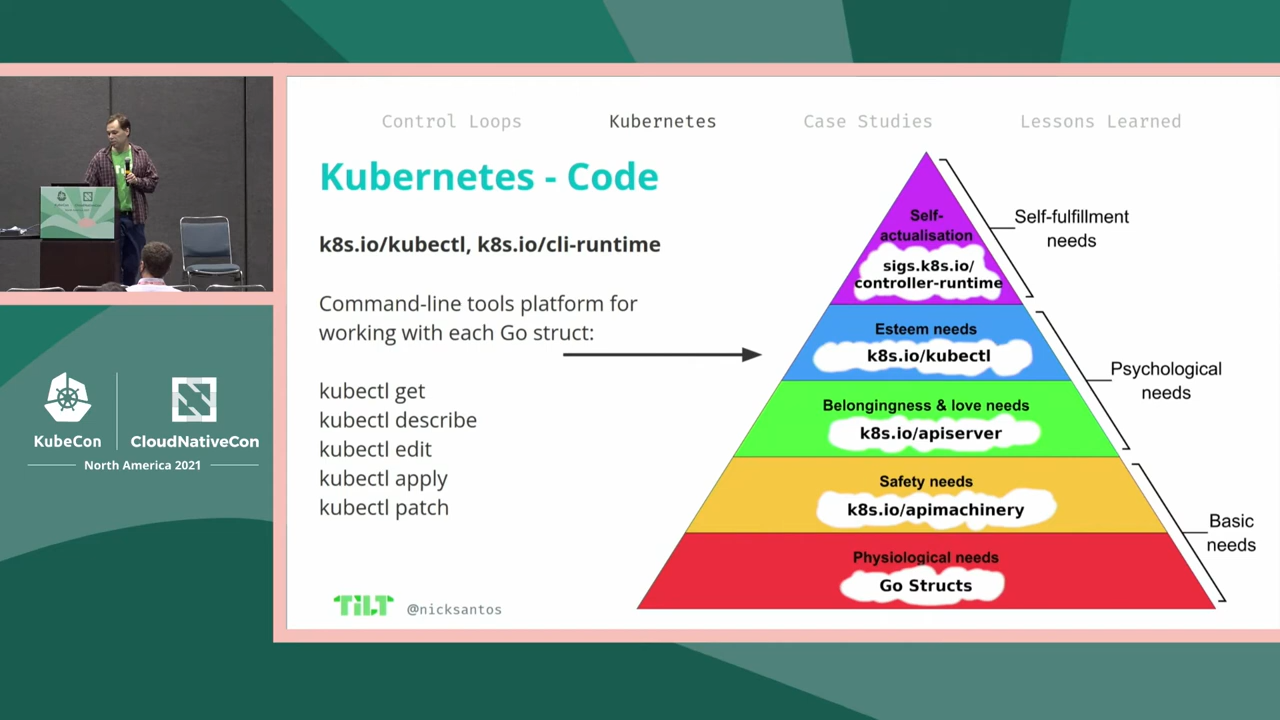 Control Loops
Kubernetes
Case Studies
Lessons Learned
Kubernetes - Code
k8s.io/kubectl, k8s.io/cli-runtime
Command-line tools platform for
working with each Go struct:
kubectl get
kubectl describe
kubectl edit
kubectl apply
kubectl patch
TiLT
@nicksantos
Self-
actualisation
sigs.k8s.io/
controller-runtime
Esteem needs
k8s.io/kubectl
Belongingness & love needs
k8s.io/apiserver
Safety needs
k8s.io/apimachinery
Physiological needs
Go Structs
Self-fulfillment
needs
Psychological
needs
Basic
needs
KubeCon
CloudNativeCon
North America 2021